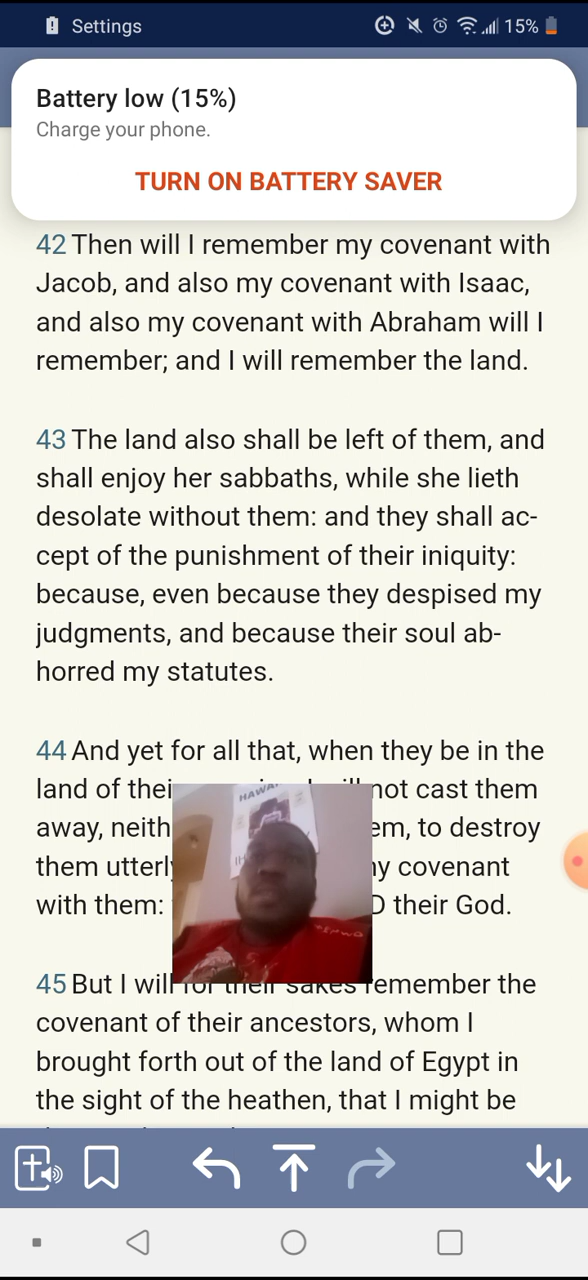 Settings
15%
Battery low (15%)
Charge your phone.
TURN ON BATTERY SAVER
42 Then will I remember my covenant with
Jacob, and also my covenant with Isaac,
and also my covenant with Abraham will I
remember; and I will remember the land.
43 The land also shall be left of them, and
shall enjoy her sabbaths, while she lieth
desolate without them: and they shall ac-
cept of the punishment of their iniquity:
because, even because they despised my
judgments, and because their soul ab-
horred my statutes.
44 And yet for all that, when they be in the
land of thei not cast them
away, neith em, to destroy
them utterly y covenant
with them: D their God.
HAWAI
45 But I will for their sakes remember the
covenant of their ancestors, whom I
brought forth out of the land of Egypt in
the sight of the heathen, that I might be